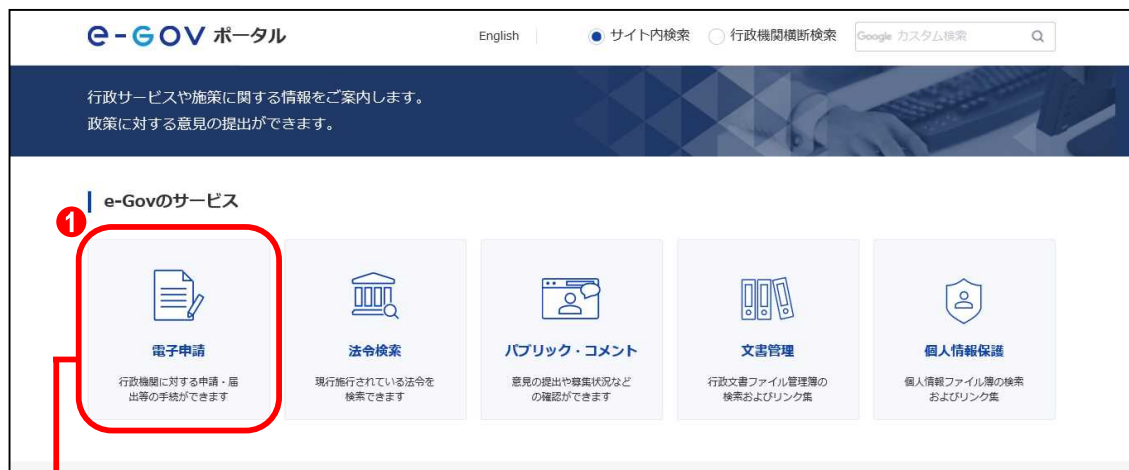 e-GOV ポータル
English
サイト内検索
行政機関横断検索
Google カスタム検索
行政サービスや施策に関する情報をご案内します。
政策に対する意見の提出ができます。
e-Govのサービス
1
電子申請
行政機関に対する申請・届
出等の手続ができます
法令検索
現行施行されている法令を
検索できます
パブリック・コメント
意見の提出や募集状況など
の確認ができます
文書管理
行政文書ファイル管理簿の
検索およびリンク集
個人情報保護
個人情報ファイル簿の検索
およびリンク集